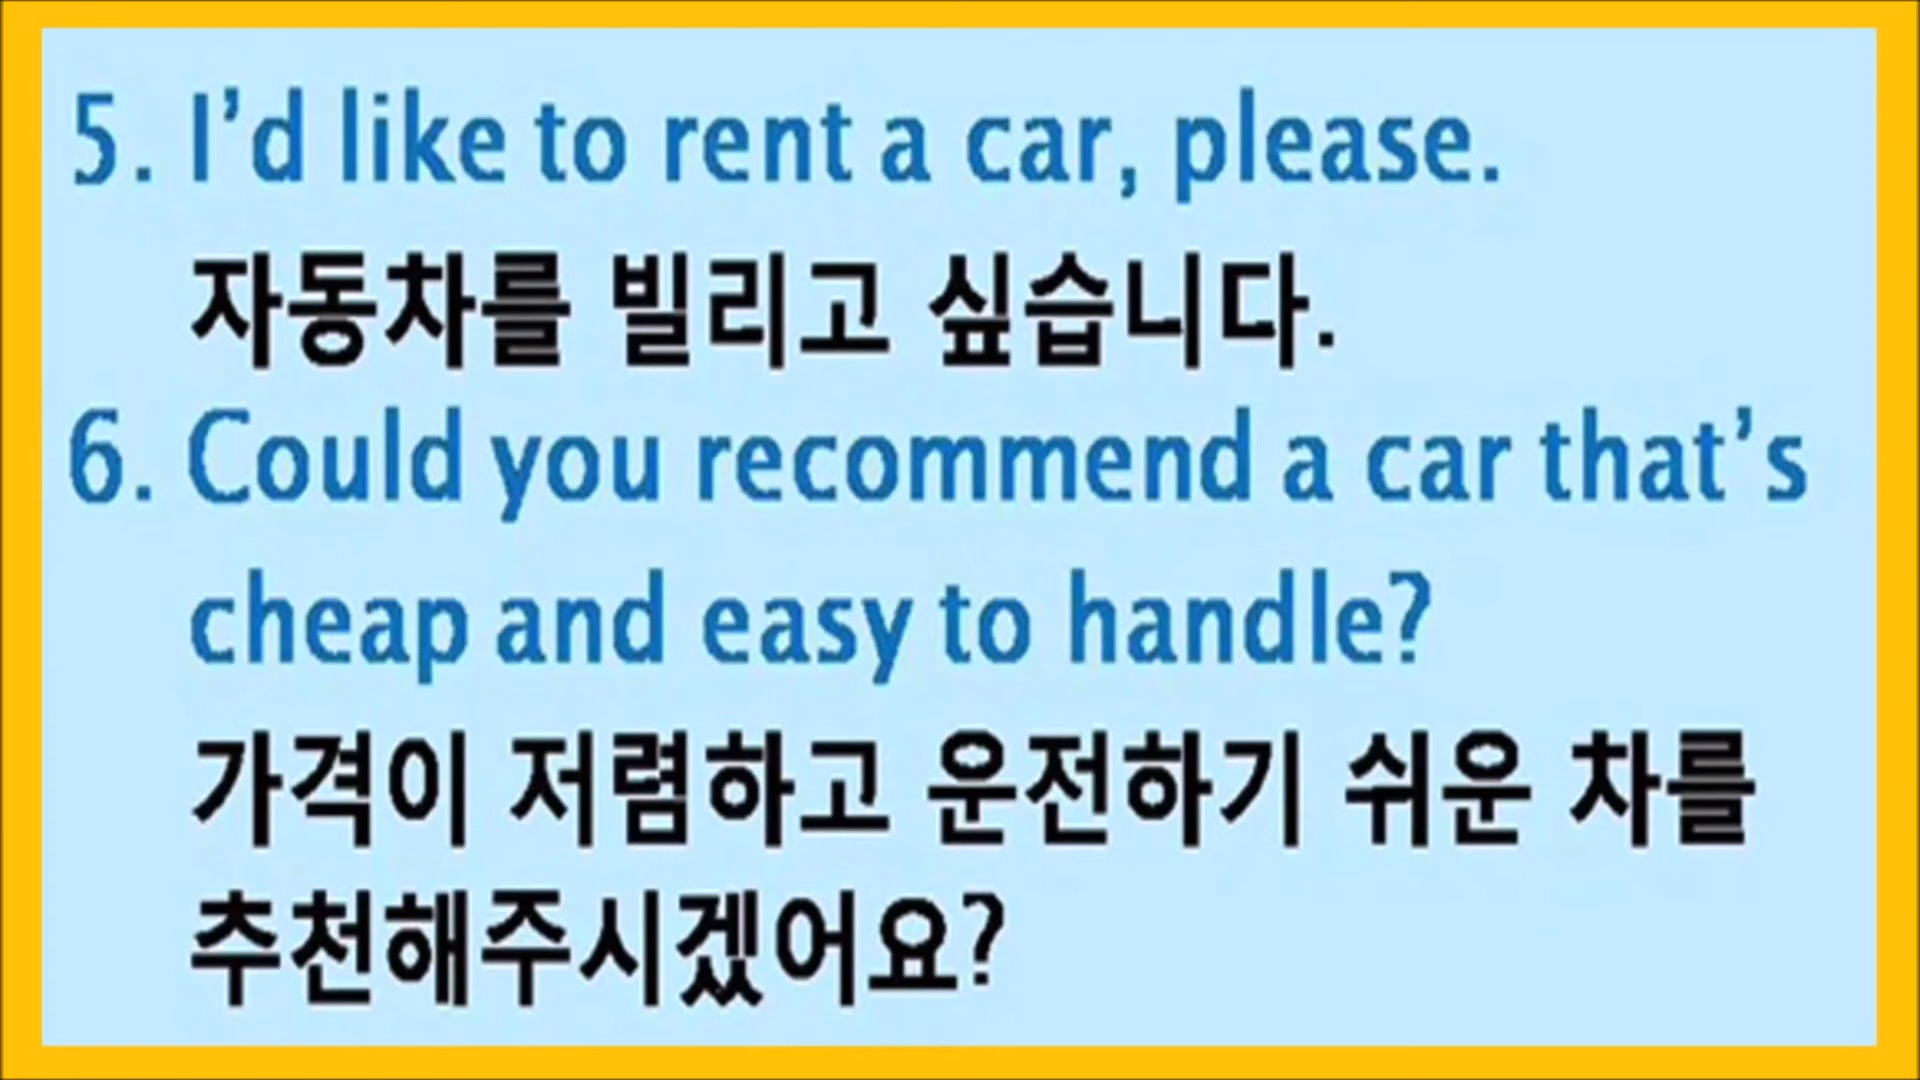 5. I'd like to rent a car, please.
자동차를 빌리고 싶습니다.
6. Could you recommend a car that's
cheap and easy to handle?
가격이 저렴하고 운전하기 쉬운 차를
추천해주시겠어요?